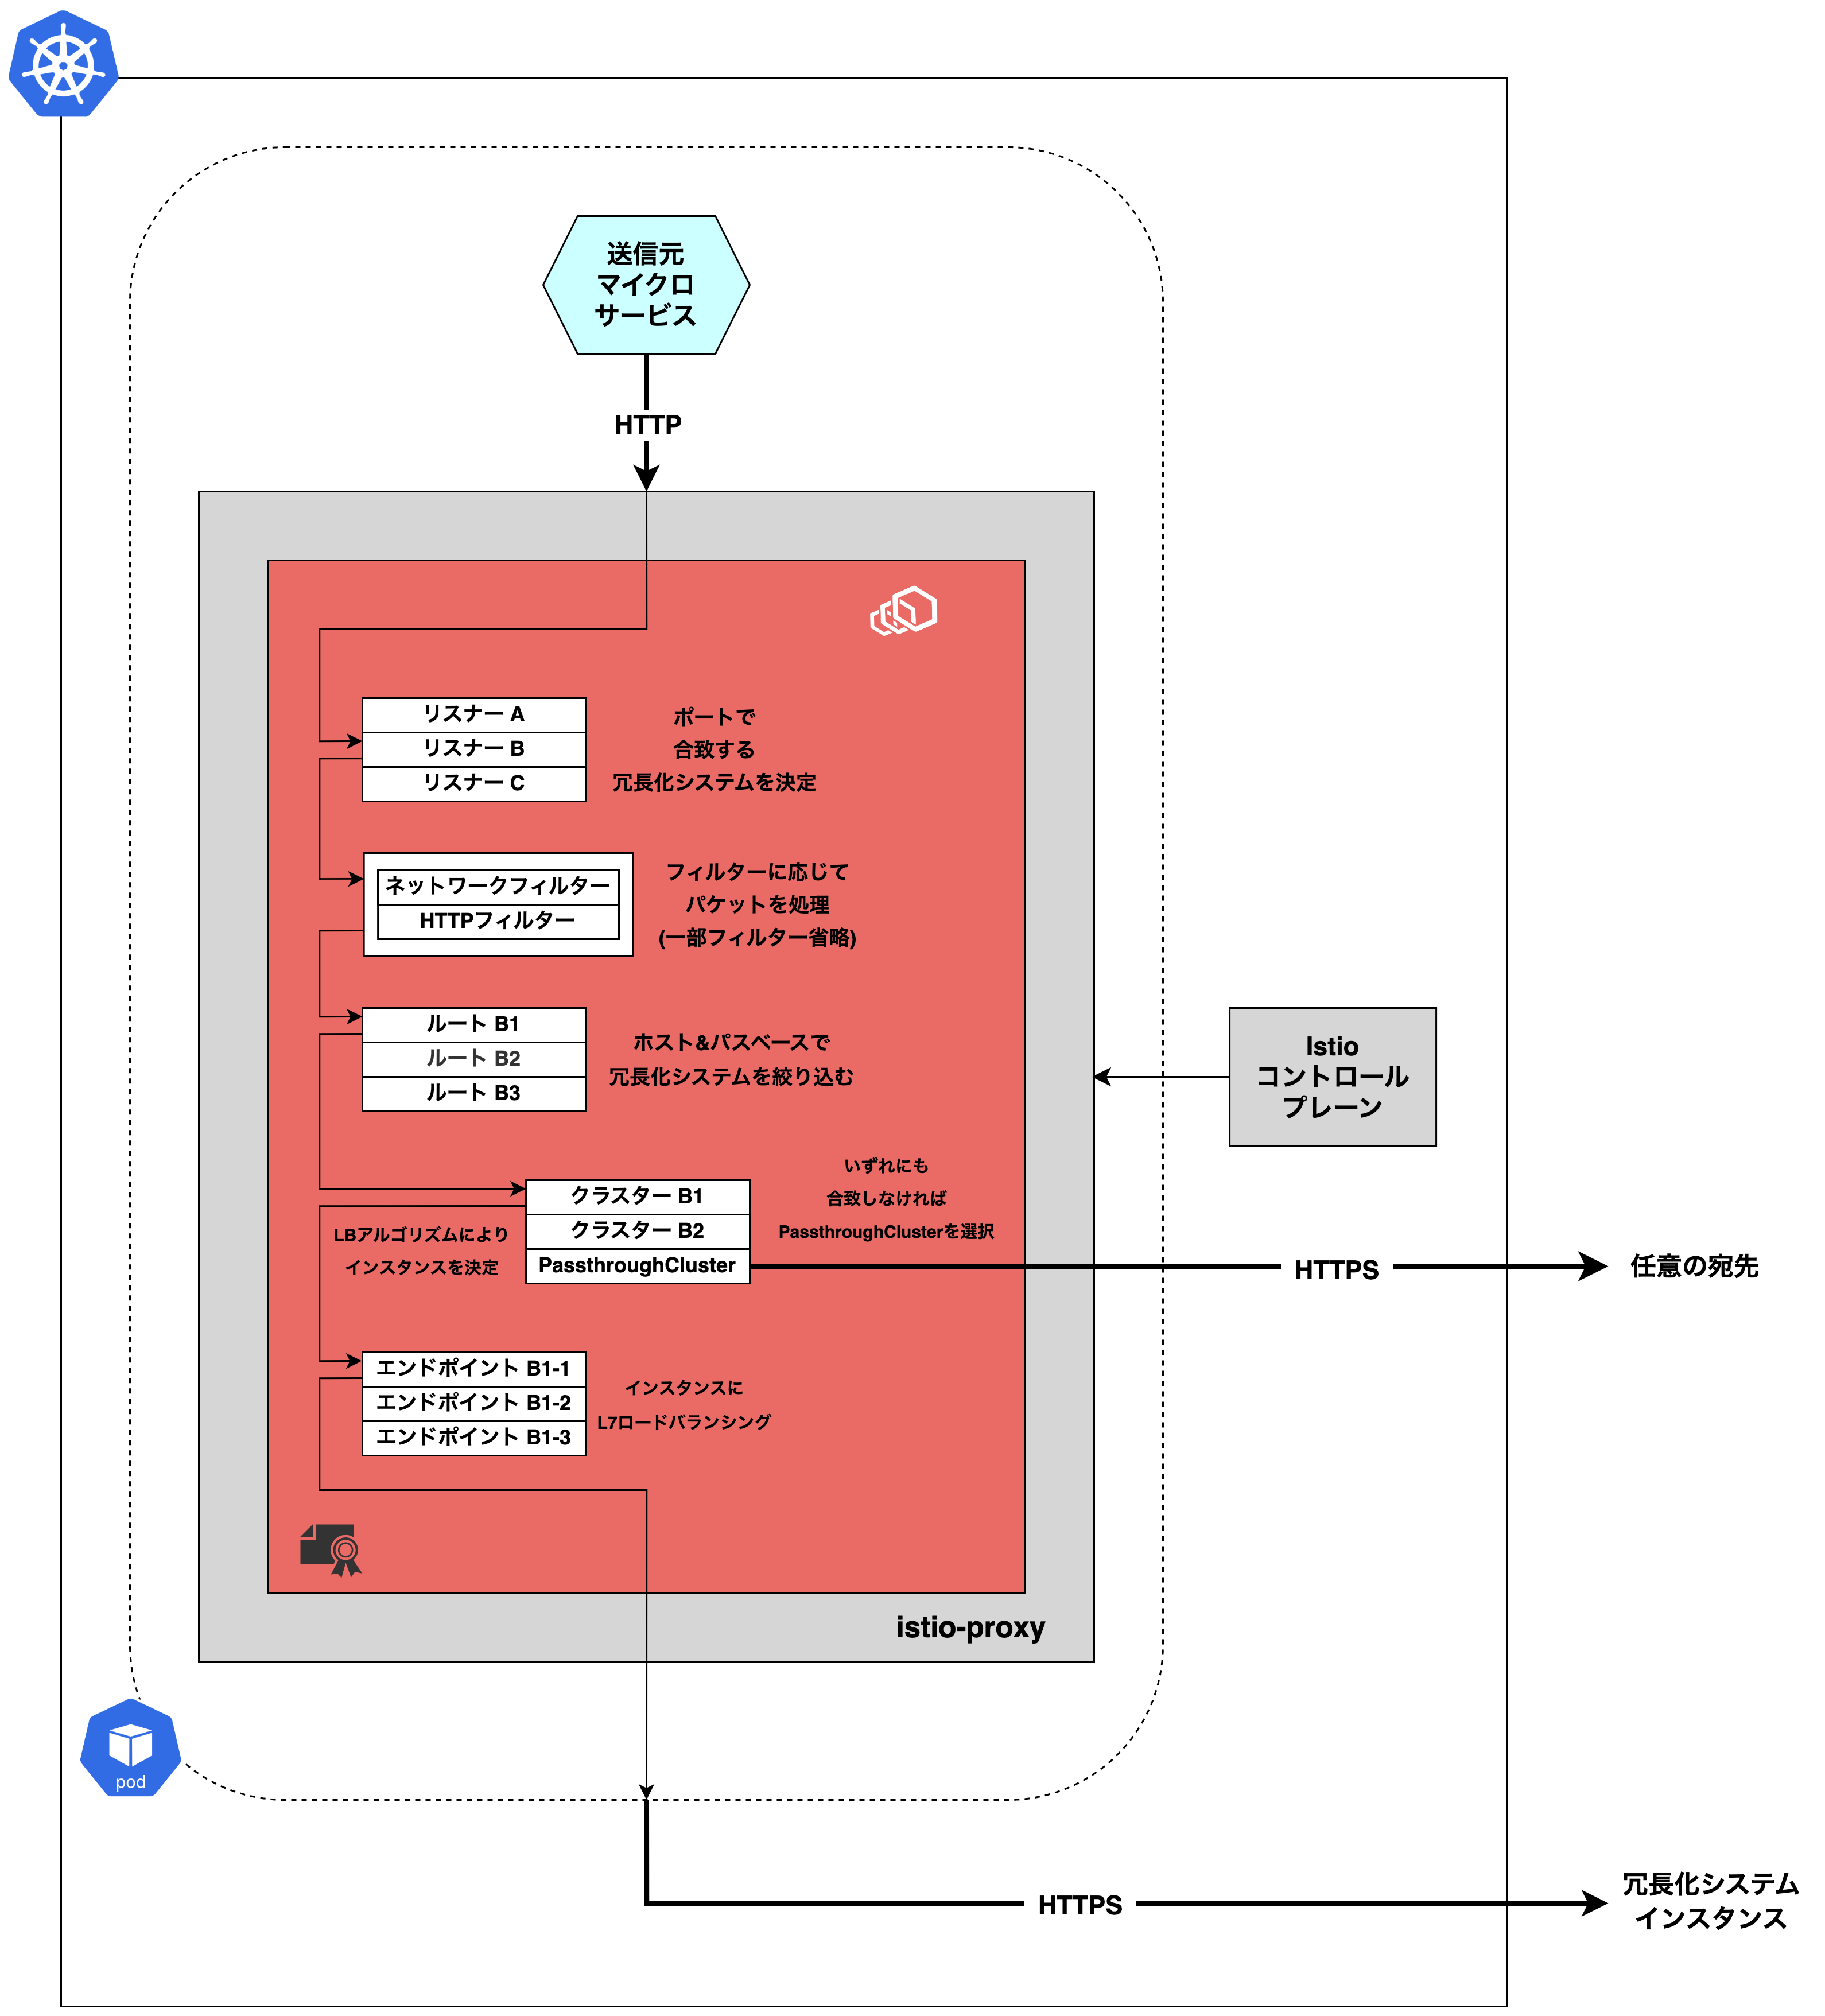 送信元
マイクロ
サービス
HTTP
リスナー A
リスナー B
リスナー C
ポートで
合致する
冗長化システムを決定
ネットワークフィルター
HTTPフィルター
フィルターに応じて
パケットを処理
(一部フィルター省略)
ルート B1
ルート B2
ルート B3
ホスト&パスベースで
冗長化システムを絞り込む
Istio
コントロール
プレーン
クラスター B1
クラスター B2
PassthroughCluster
いずれにも
合致しなければ
PassthroughClusterを選択
LBアルゴリズムにより
インスタンスを決定
HTTPS
任意の宛先
エンドポイント B1-1
エンドポイント B1-2
エンドポイント B1-3
インスタンスに
L7ロードバランシング
istio-proxy
pod
HTTPS
冗長化システム
インスタンス